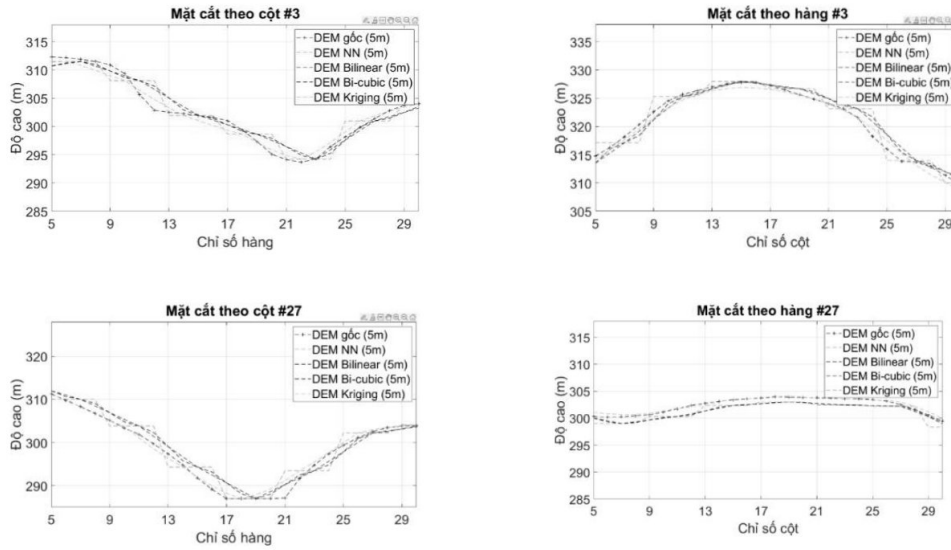 Mặt cắt theo cột #3
DEM gốc (5m)
DEM NN (5m)
DEM Bilinear (5m)
DEM Bi-cubic (5m)
DEM Kriging (5m)
315
310
305
300
295
290
285
Độ cao (m)
5 9 13 17 21 25 29
Chỉ số hàng
Mặt cắt theo hàng #3
DEM gốc (5m)
DEM NN (5m)
DEM Bilinear (5m)
DEM Bi-cubic (5m)
DEM Kriging (5m)
335
330
325
320
315
310
305
Độ cao (m)
5 9 13 17 21 25 29
Chỉ số cột
Mặt cắt theo cột #27
DEM gốc (5m)
DEM NN (5m)
DEM Bilinear (5m)
DEM Bi-cubic (5m)
DEM Kriging (5m)
320
310
300
290
Độ cao (m)
5 9 13 17 21 25 29
Chỉ số hàng
Mặt cắt theo hàng #27
DEM gốc (5m)
DEM NN (5m)
DEM Bilinear (5m)
DEM Bi-cubic (5m)
DEM Kriging (5m)
315
310
305
300
295
290
285
Độ cao (m)
5 9 13 17 21 25 29
Chỉ số cột